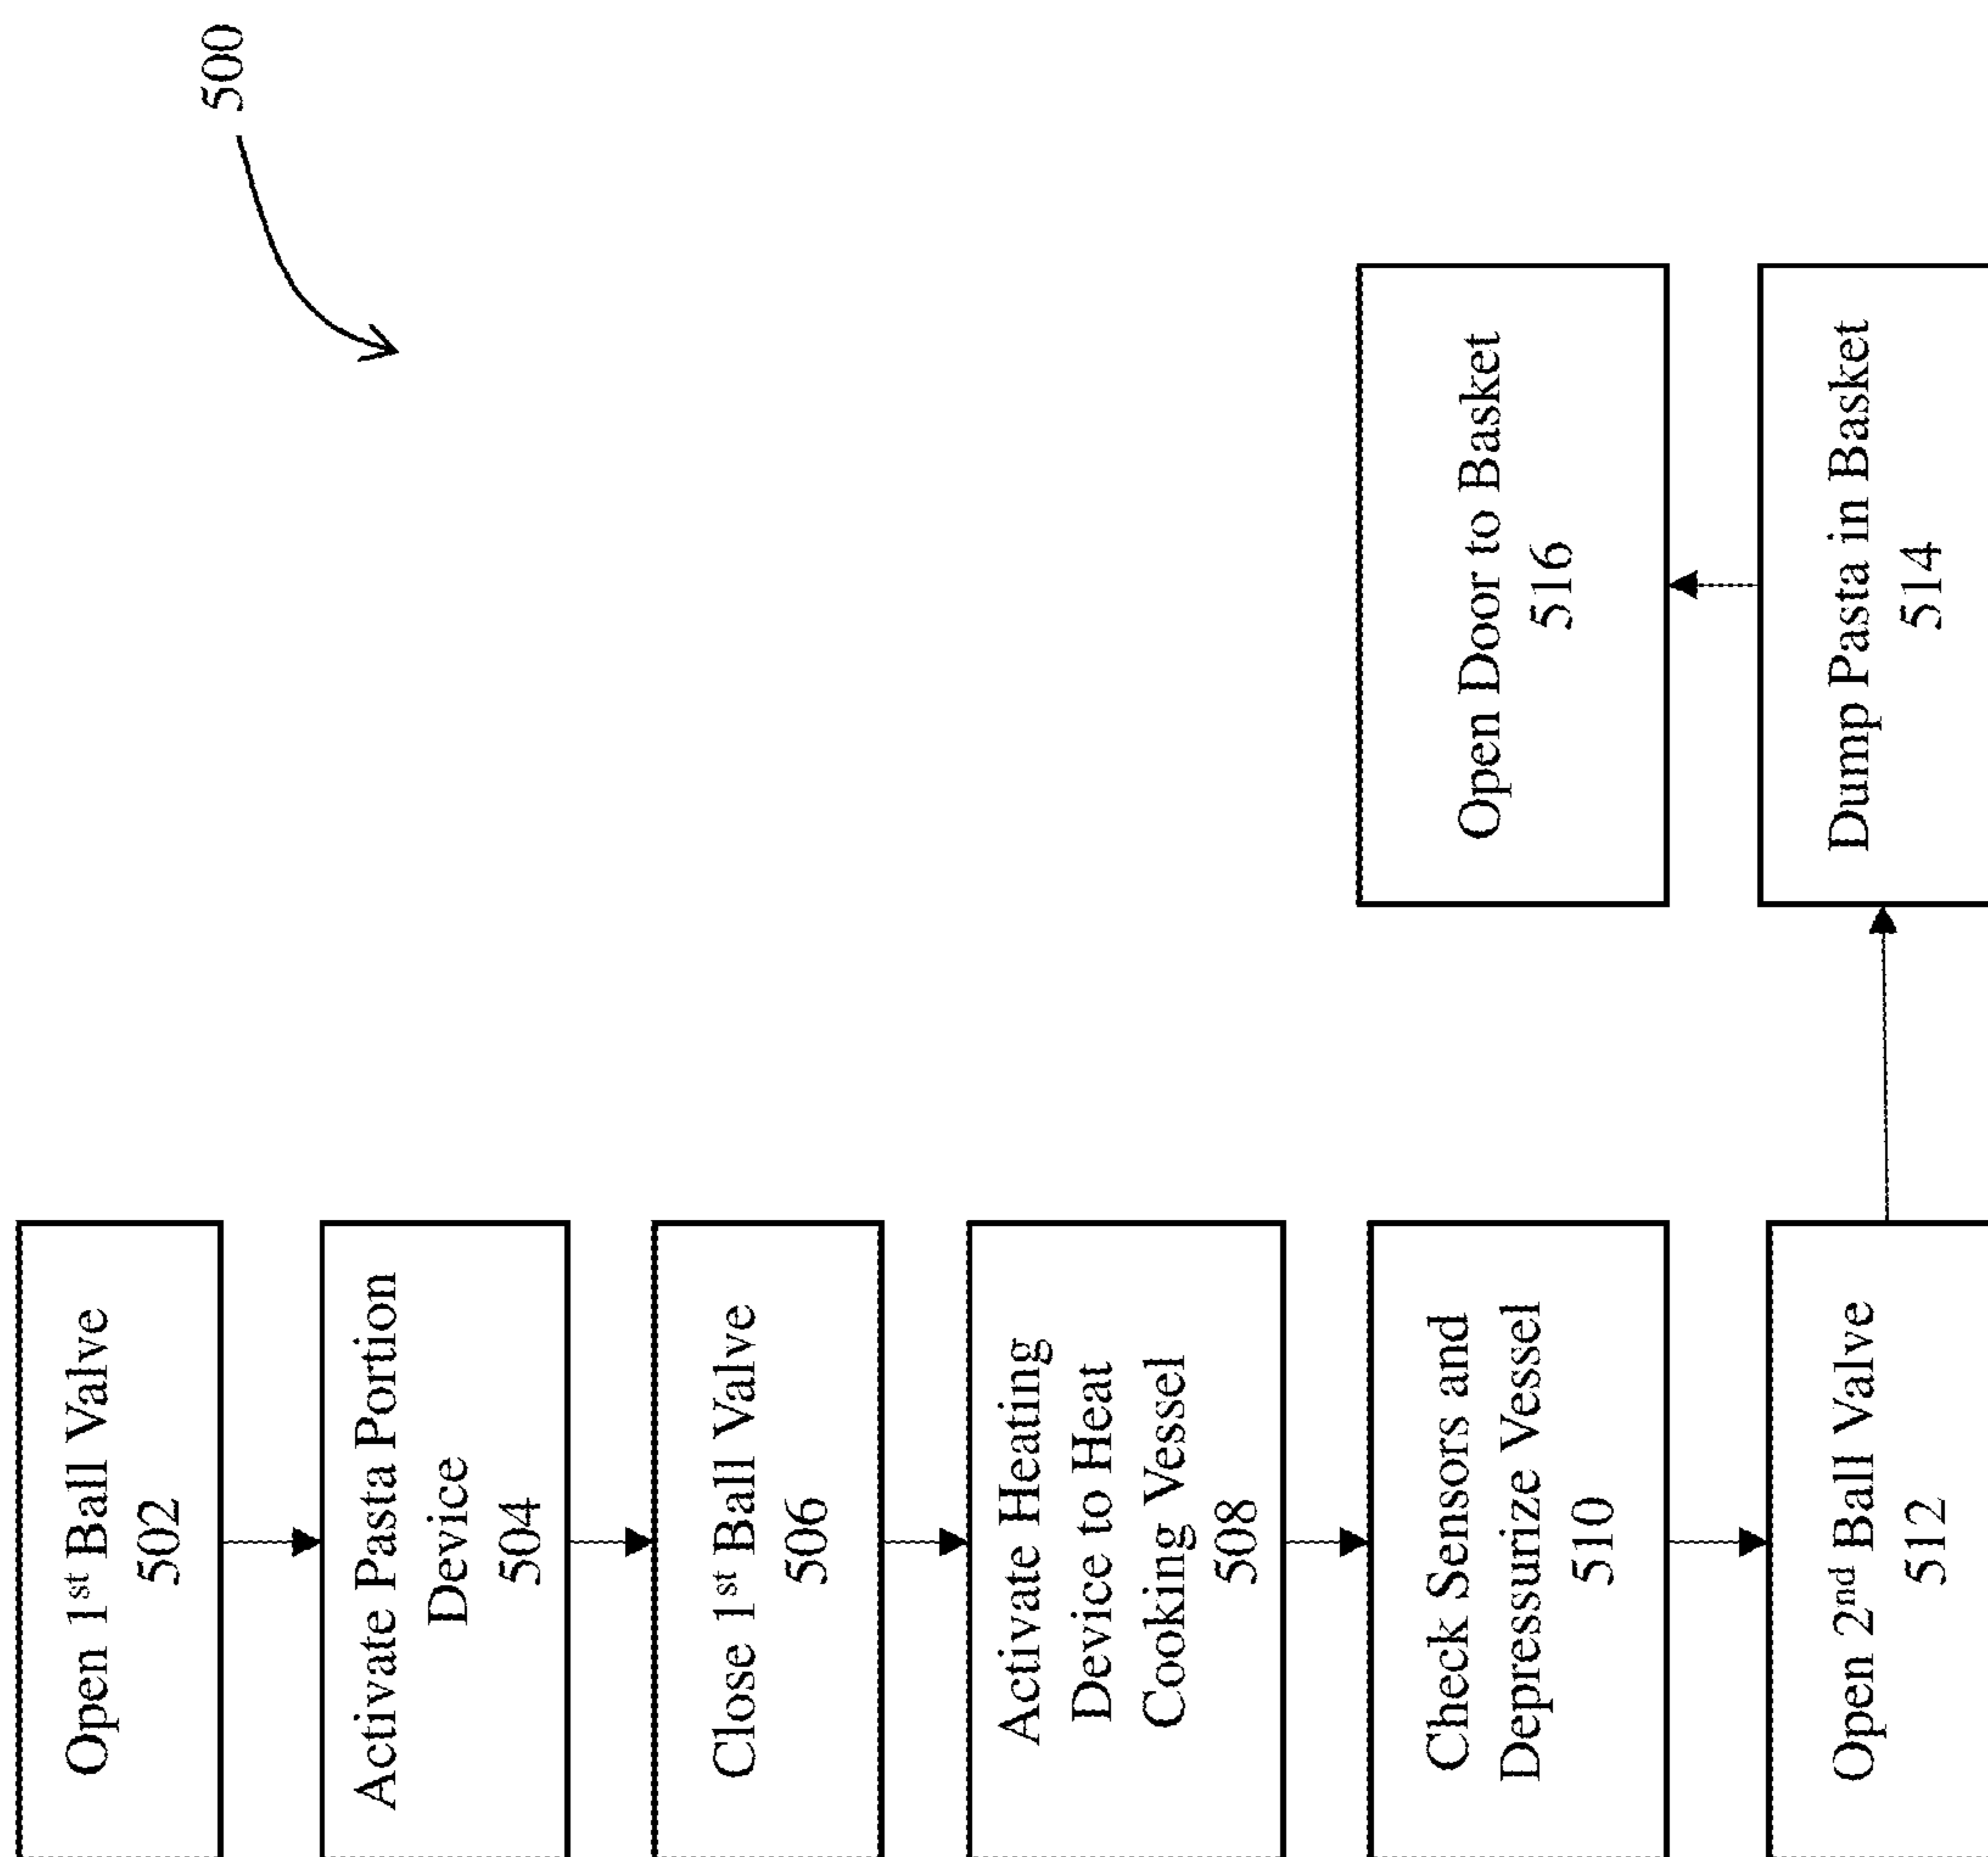 500
Open 1st Ball Valve
502
Activate Pasta Portion
Device
504
Close 1st Ball Valve
506
Activate Heating
Device to Heat
Cooking Vessel
508
Check Sensors and
Depressurize Vessel
510
Open 2nd Ball Valve
512
Dump Pasta in Basket
514
Open Door to Basket
516